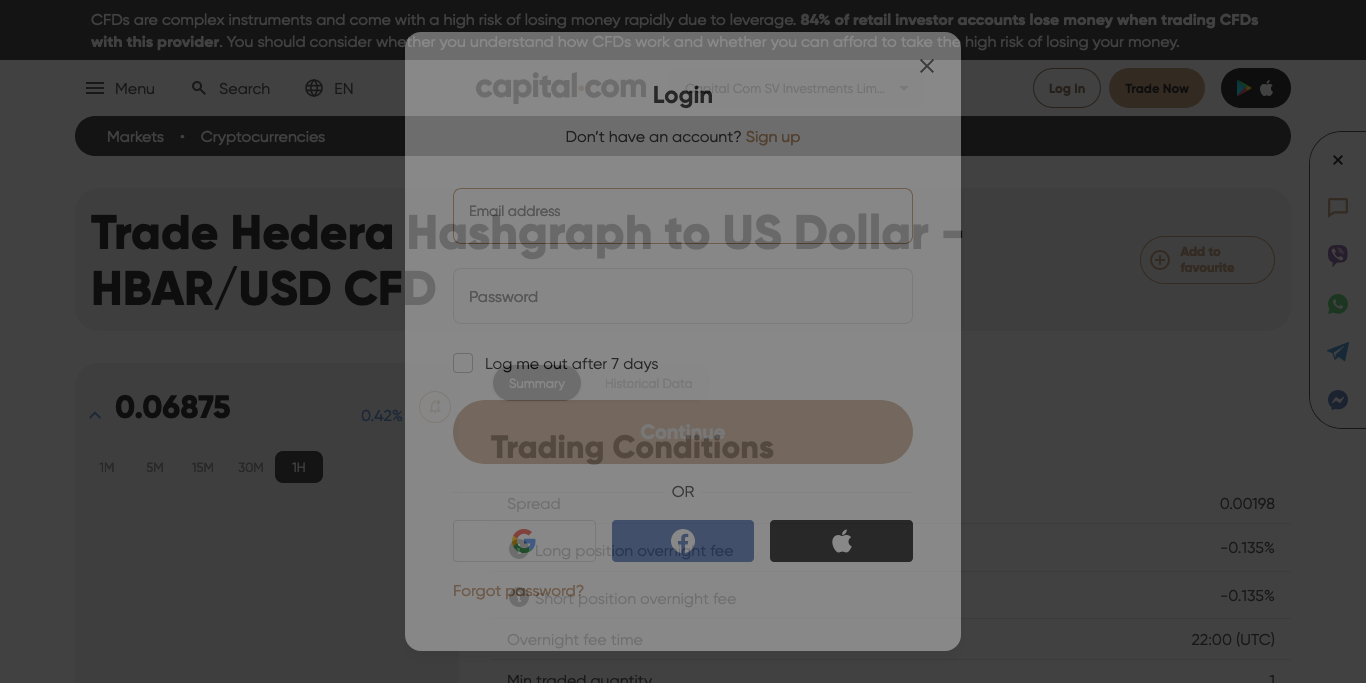 CFDs are complex instruments and come with a high risk of losing money rapidly due to leverage. 84% of retail investor accounts lose money when trading CFDs
with this provider. You should consider whether you understand how CFDs work and whether you can afford to take the high risk of losing your money.
Menu
Search
EN
capital.com
Capital Com SV Investments Lim...
Log In
Trade Now
Markets • Cryptocurrencies
Login
Don't have an account? Sign up
Email address
Password
Log me out after 7 days
Continue
OR
Forgot password?
Trade Hedera Hashgraph to US Dollar -
HBAR/USD CFD
Add to
favourite
0.06875
0.42%
1M 5M 15M 30M 1H
Summary
Historical Data
Trading Conditions
Spread 0.00198
Long position overnight fee -0.135%
Short position overnight fee -0.135%
Overnight fee time 22:00 (UTC)
Min traded quantity 1